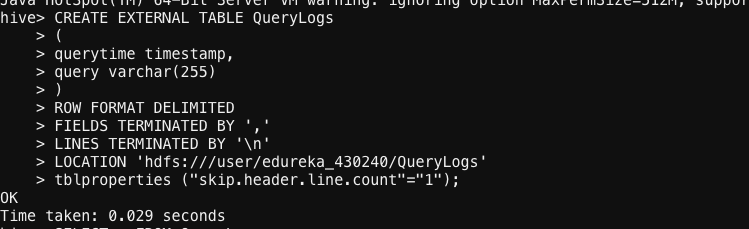 Java HotSpot(TM) 64-Bit Server VM warning: ignoring option MaxPermSize=512M; suppor
hive> CREATE EXTERNAL TABLE QueryLogs
    > (
    > querytime timestamp,
    > query varchar(255)
    > )
    > ROW FORMAT DELIMITED
    > FIELDS TERMINATED BY ','
    > LINES TERMINATED BY '\n'
    > LOCATION 'hdfs:///user/edureka_430240/QueryLogs'
    > tblproperties ("skip.header.line.count"="1");
OK
Time taken: 0.029 seconds